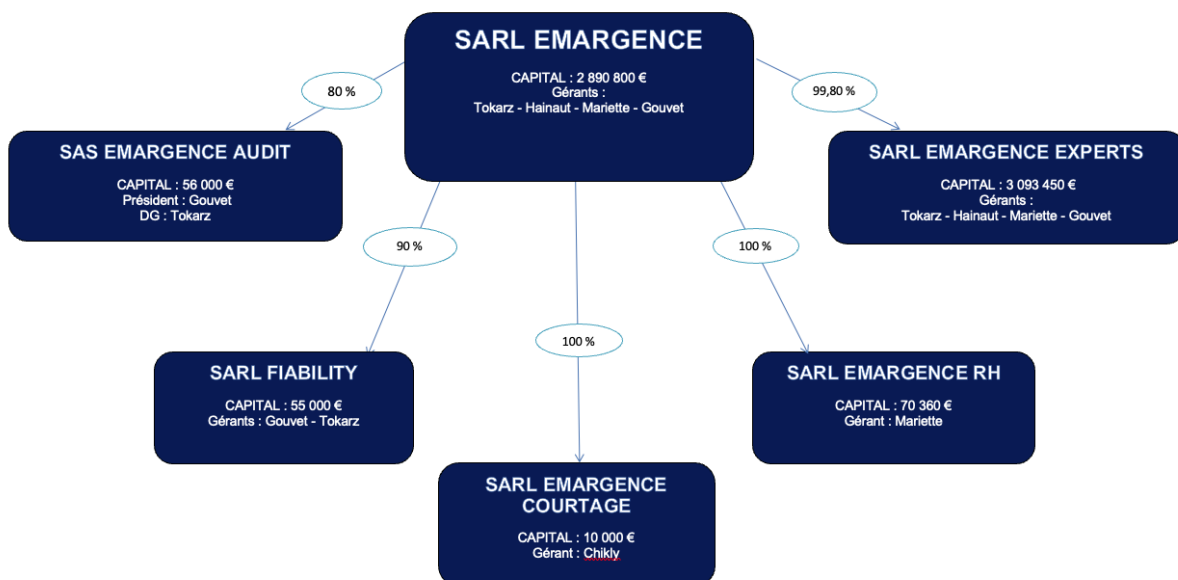 SARL EMARGENCE
CAPITAL : 2 890 800 €
Gérants :
Tokarz - Hainaut - Mariette - Gouvet
80 %
99,80 %
SAS EMARGENCE AUDIT
CAPITAL : 56 000 €
Président : Gouvet
DG : Tokarz
SARL EMARGENCE EXPERTS
CAPITAL : 3 093 450 €
Gérants :
Tokarz - Hainaut - Mariette - Gouvet
90 %
100 %
100 %
SARL FIABILITY
CAPITAL : 55 000 €
Gérants : Gouvet - Tokarz
SARL EMARGENCE RH
CAPITAL : 70 360 €
Gérant : Mariette
SARL EMARGENCE
COURTAGE
CAPITAL : 10 000 €
Gérant : Chikly